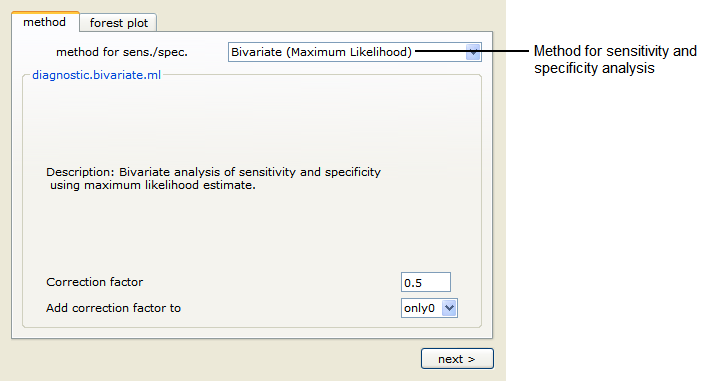 method
forest plot
method for sens./spec.
Bivariate (Maximum Likelihood)
Method for sensitivity and
specificity analysis
diagnostic.bivariate.ml
Description: Bivariate analysis of sensitivity and specificity
using maximum likelihood estimate.
Correction factor
0.5
Add correction factor to
only0
next >